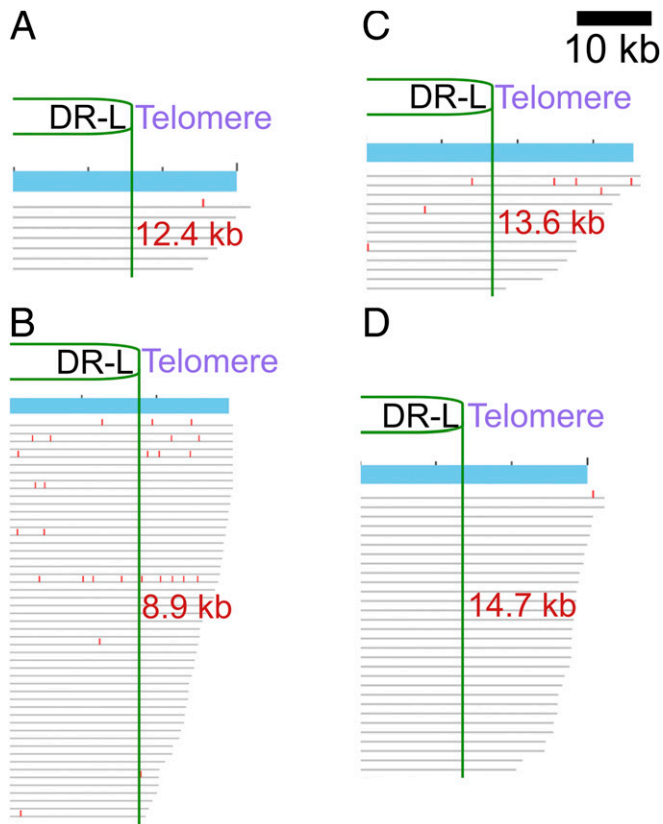 A
DR-L Telomere
12.4 kb
B
DR-L Telomere
8.9 kb
C
10 kb
DR-L Telomere
13.6 kb
D
DR-L Telomere
14.7 kb